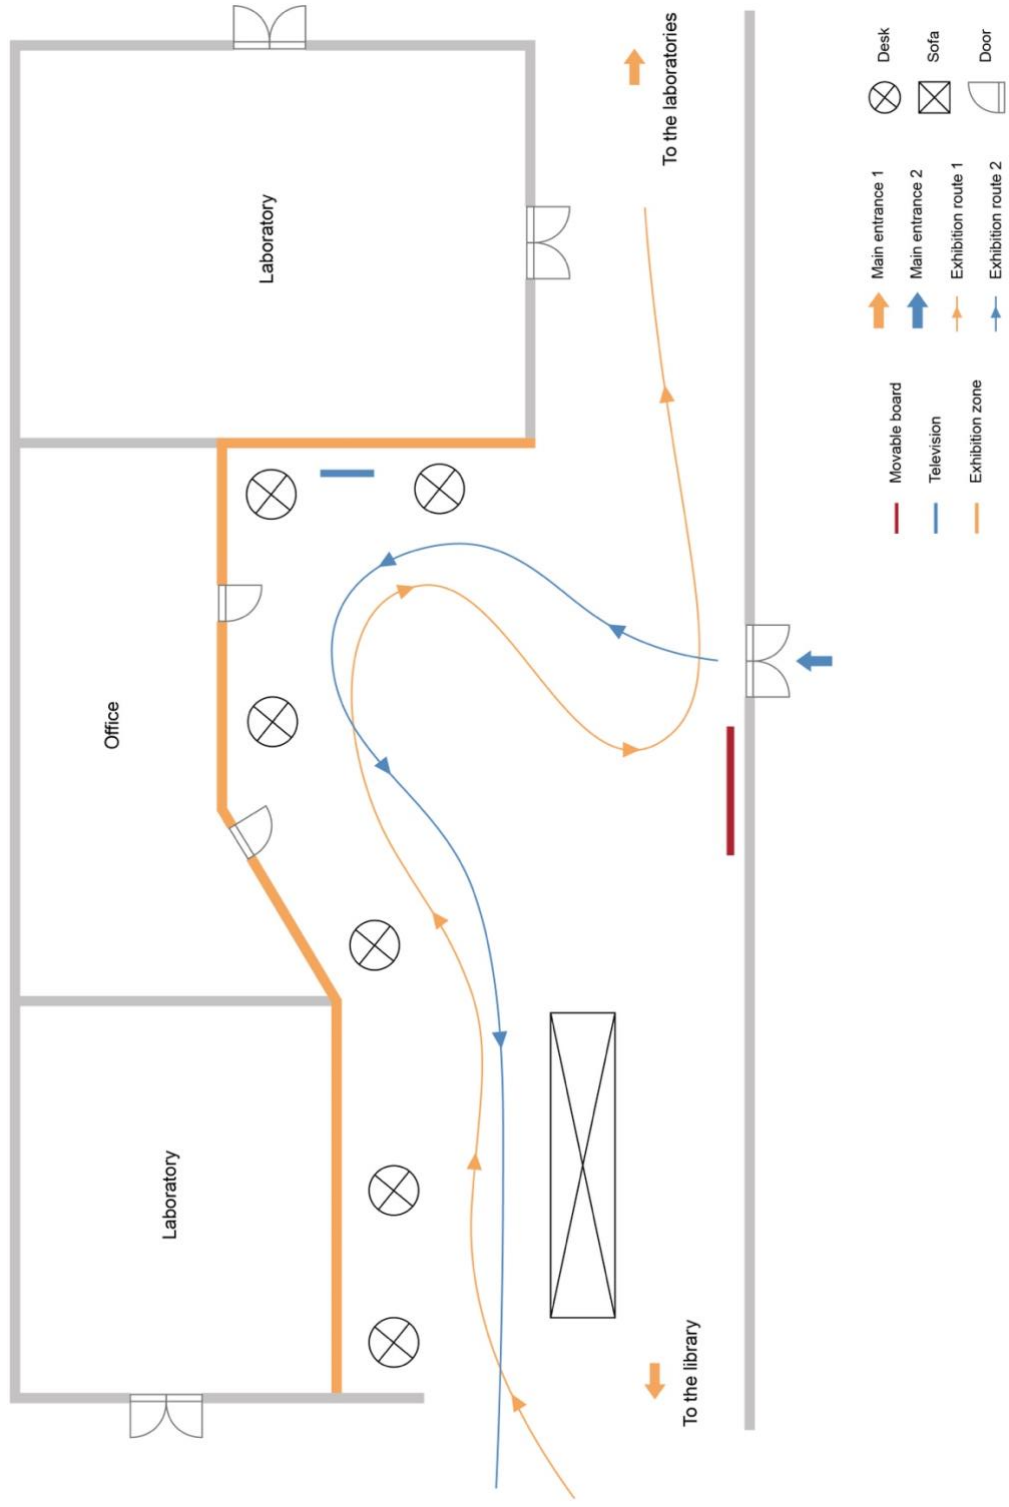 Laboratory
Office
Laboratory
To the library
To the laboratories
Movable board
Television
Exhibition zone
Main entrance 1
Main entrance 2
Exhibition route 1
Exhibition route 2
Desk
Sofa
Door